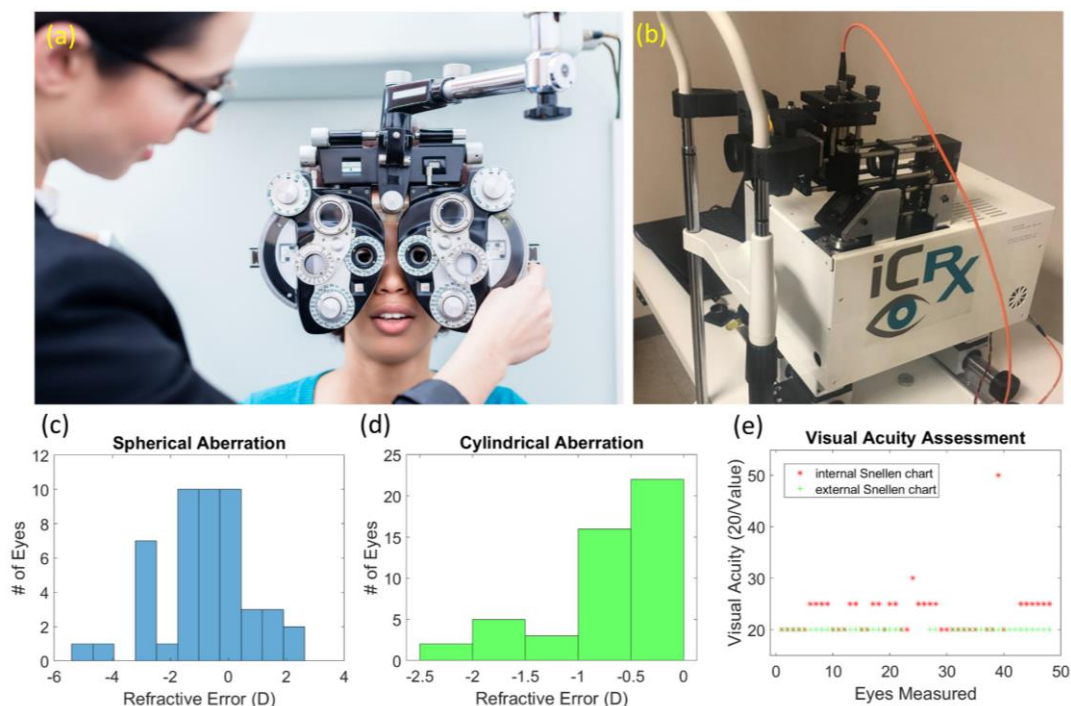 (a)
(b)
iCRx
(c)
Spherical Aberration
12
10
8
6
4
2
0
-6
-4
-2
0
2
4
# of Eyes
Refractive Error (D)
(d)
Cylindrical Aberration
25
20
15
10
5
0
-2.5
-2
-1.5
-1
-0.5
0
# of Eyes
Refractive Error (D)
(e)
Visual Acuity Assessment
internal Snellen chart
external Snellen chart
50
40
30
20
0
10
20
30
40
50
Visual Acuity (20/Value)
Eyes Measured